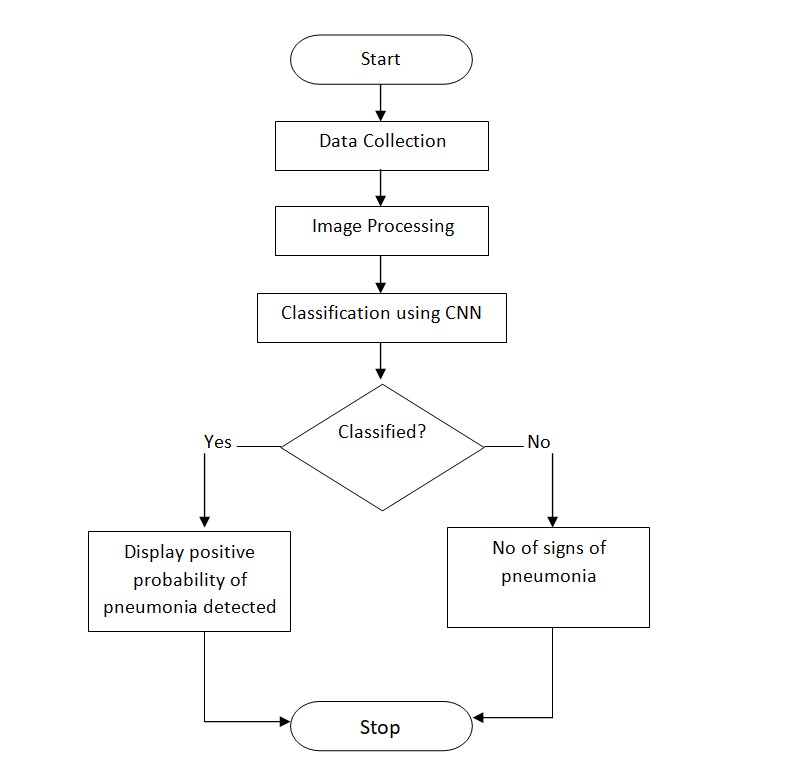 Start
Data Collection
Image Processing
Classification using CNN
Classified?
Yes
No
Display positive
probability of
pneumonia detected
No of signs of
pneumonia
Stop